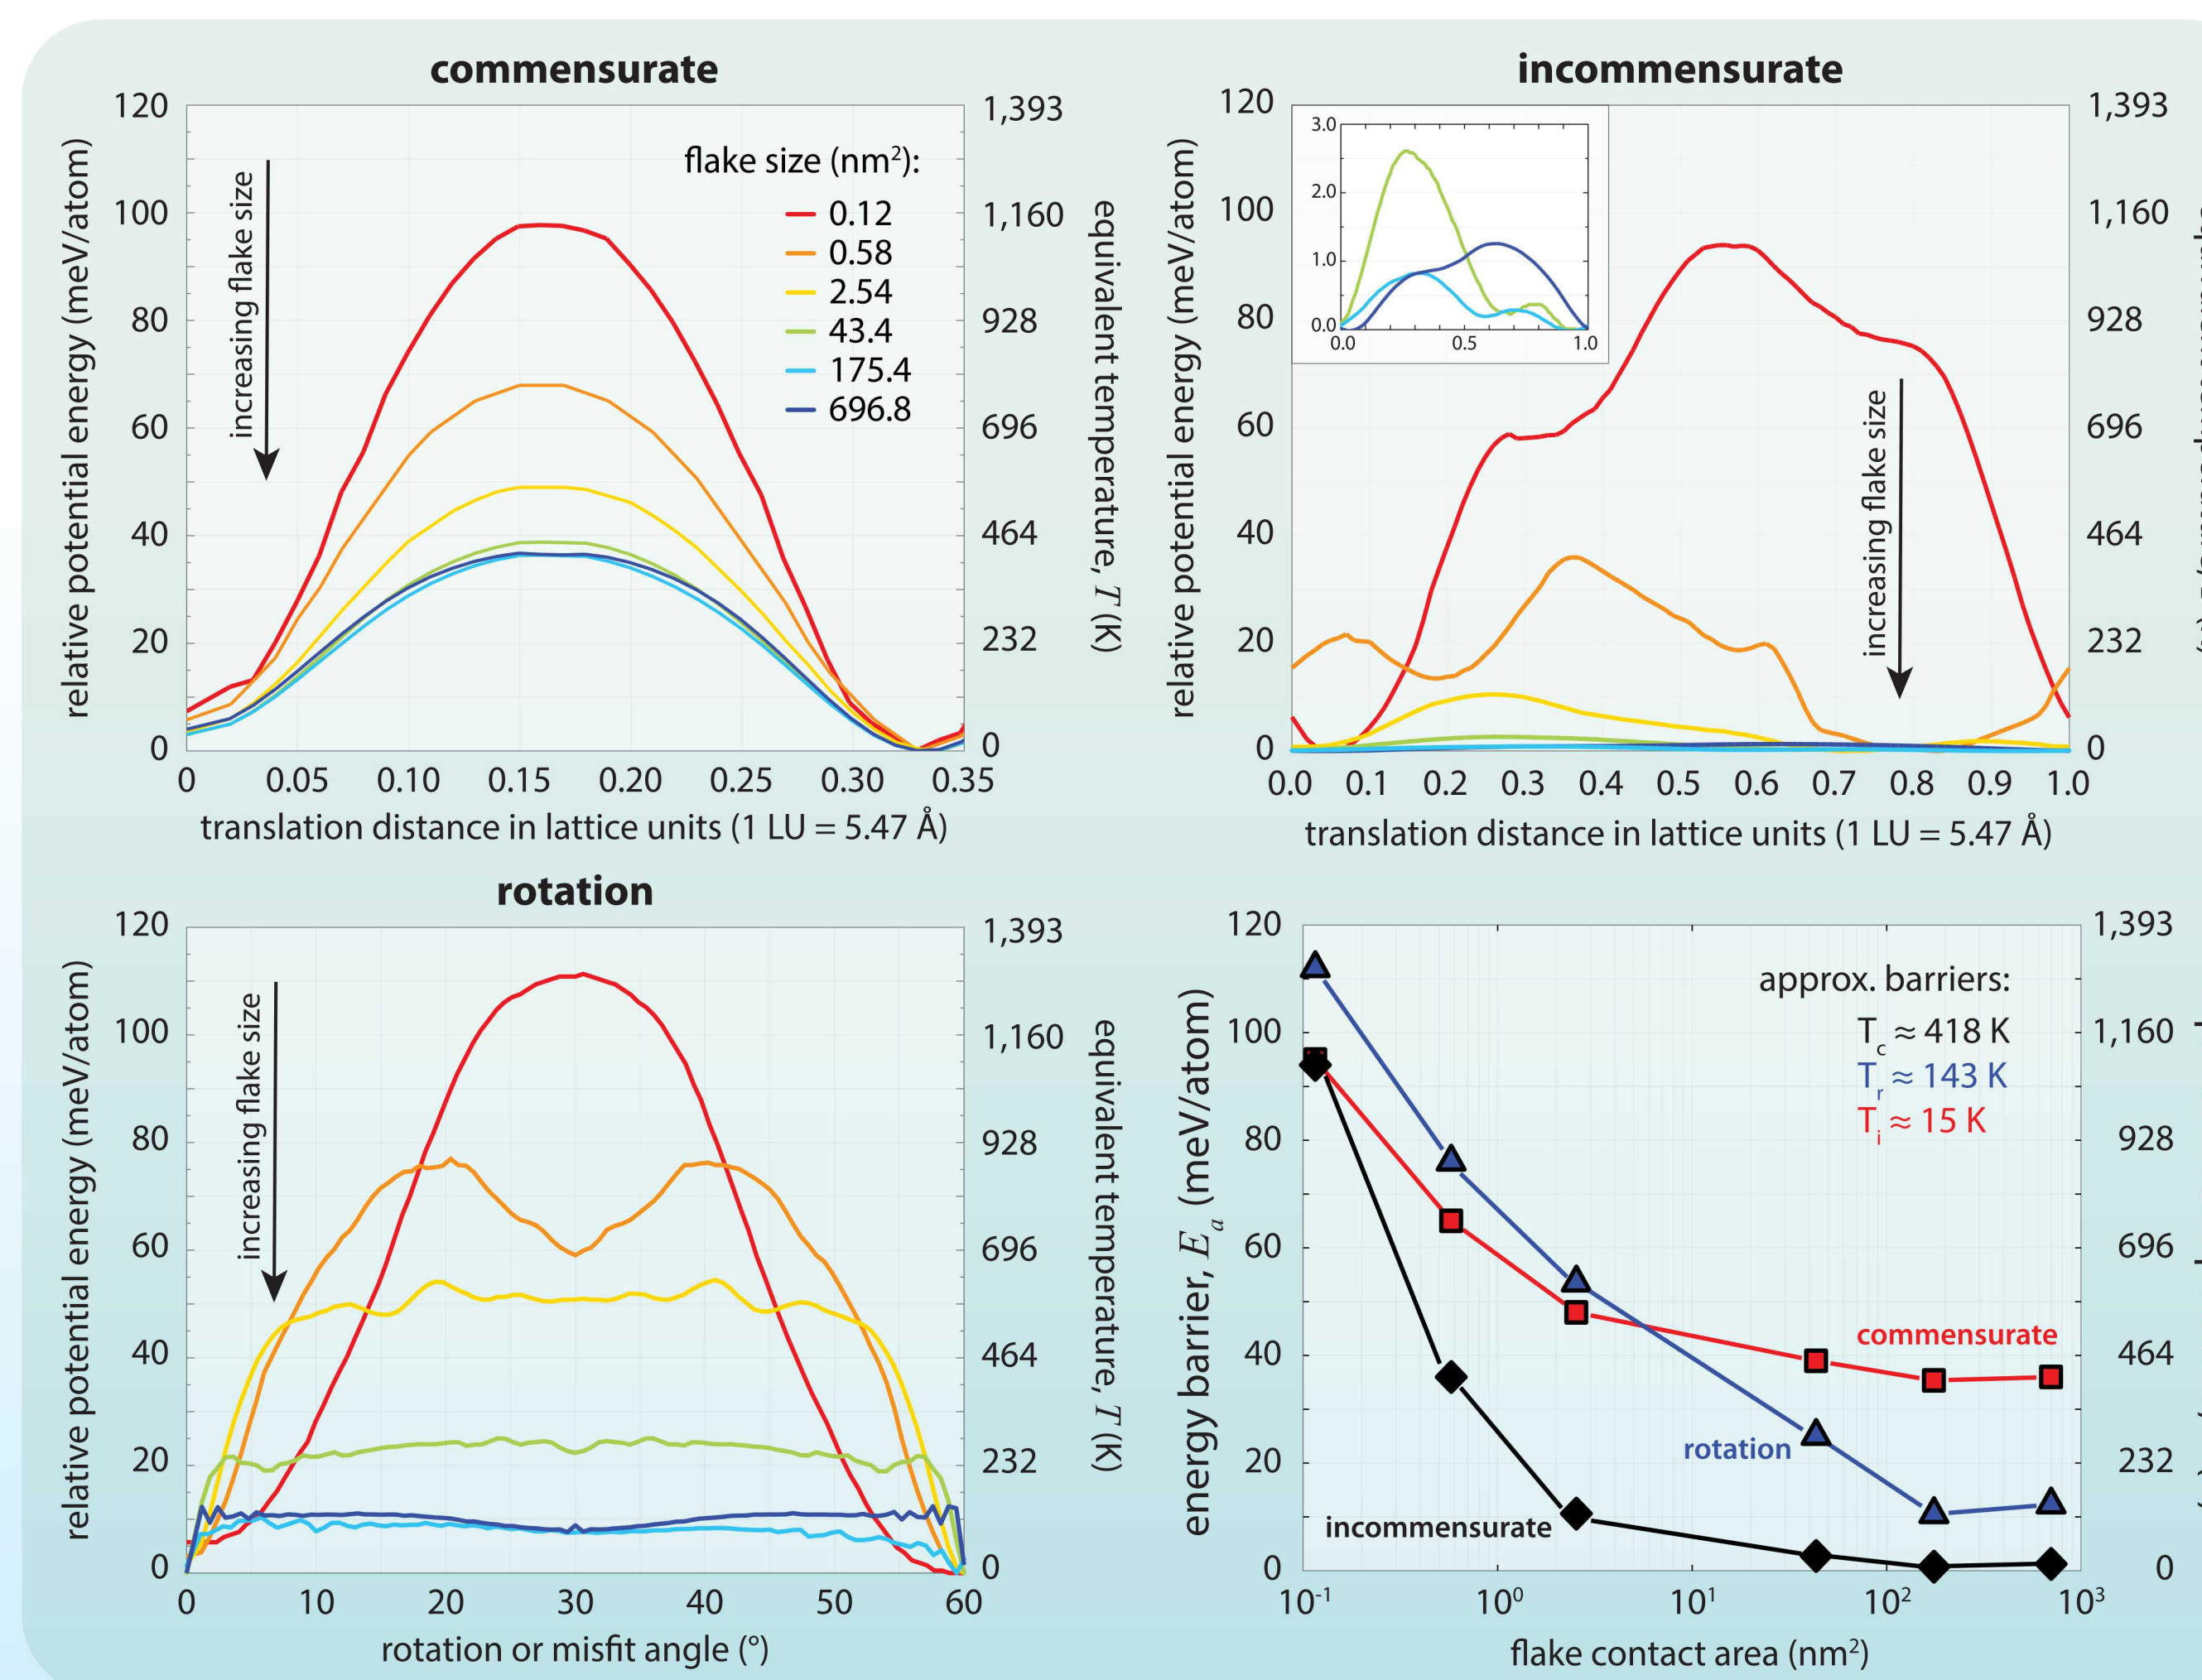 commensurate
120
100
80
60
40
20
0
relative potential energy (meV/atom)
increasing flake size
flake size (nm²):
0.12
0.58
2.54
43.4
175.4
696.8
1,393
1,160
928
696
464
232
0
equivalent temperature, T (K)
0 0.05 0.10 0.15 0.20 0.25 0.30 0.35
translation distance in lattice units (1 LU = 5.47 Å)
incommensurate
120
100
80
60
40
20
0
relative potential energy (meV/atom)
3.0
2.0
1.0
0.0
0.0 0.5 1.0
increasing flake size
1,393
1,160
928
696
464
232
0
0.0 0.1 0.2 0.3 0.4 0.5 0.6 0.7 0.8 0.9 1.0
translation distance in lattice units (1 LU = 5.47 Å)
rotation
120
100
80
60
40
20
0
relative potential energy (meV/atom)
increasing flake size
1,393
1,160
928
696
464
232
0
equivalent temperature, T (K)
0 10 20 30 40 50 60
rotation or misfit angle (°)
120
100
80
60
40
20
0
energy barrier, Eₐ (meV/atom)
approx. barriers:
T_c ≈ 418 K
T_r ≈ 143 K
T_i ≈ 15 K
commensurate
rotation
incommensurate
1,393
1,160
928
696
464
232
0
10⁻¹ 10⁰ 10¹ 10² 10³
flake contact area (nm²)